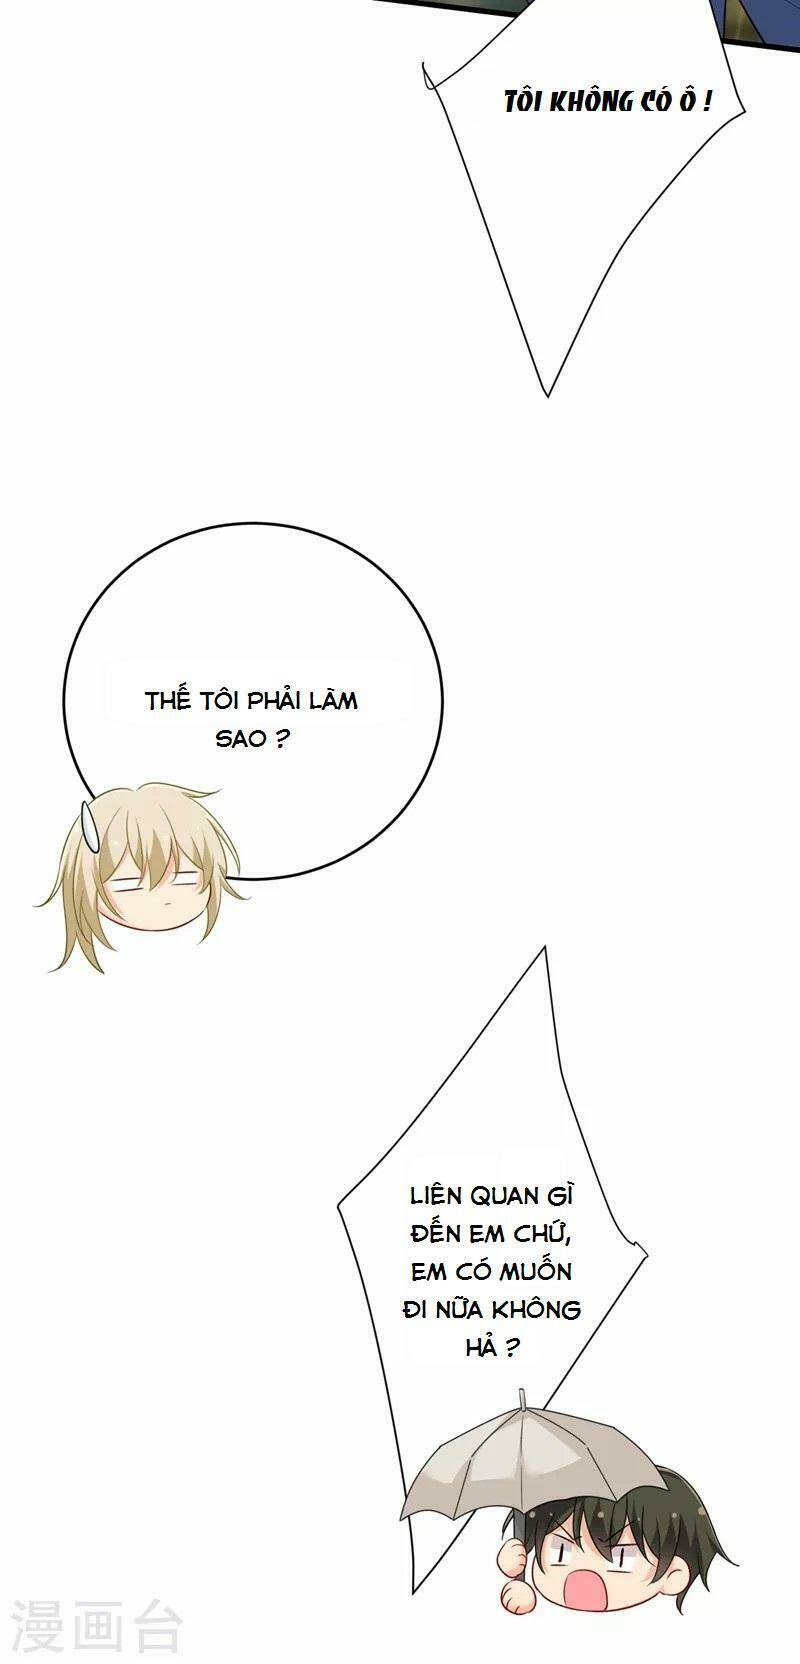 TÔI KHÔNG CÓ Ô !
THẾ TÔI PHẢI LÀM
SAO ?
LIÊN QUAN GÌ
ĐẾN EM CHỨ,
EM CÓ MUỐN
ĐI NỮA KHÔNG
HẢ ?
漫画台